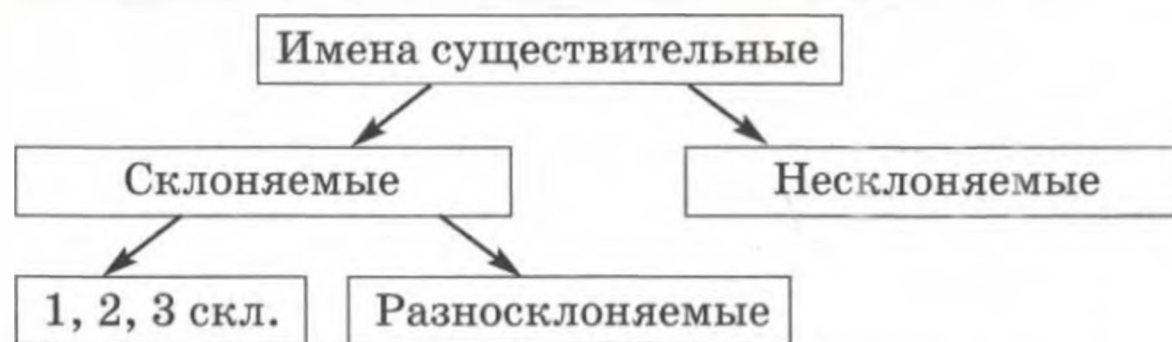 Имена существительные
Склоняемые Несклоняемые
1, 2, 3 скл. Разносклоняемые